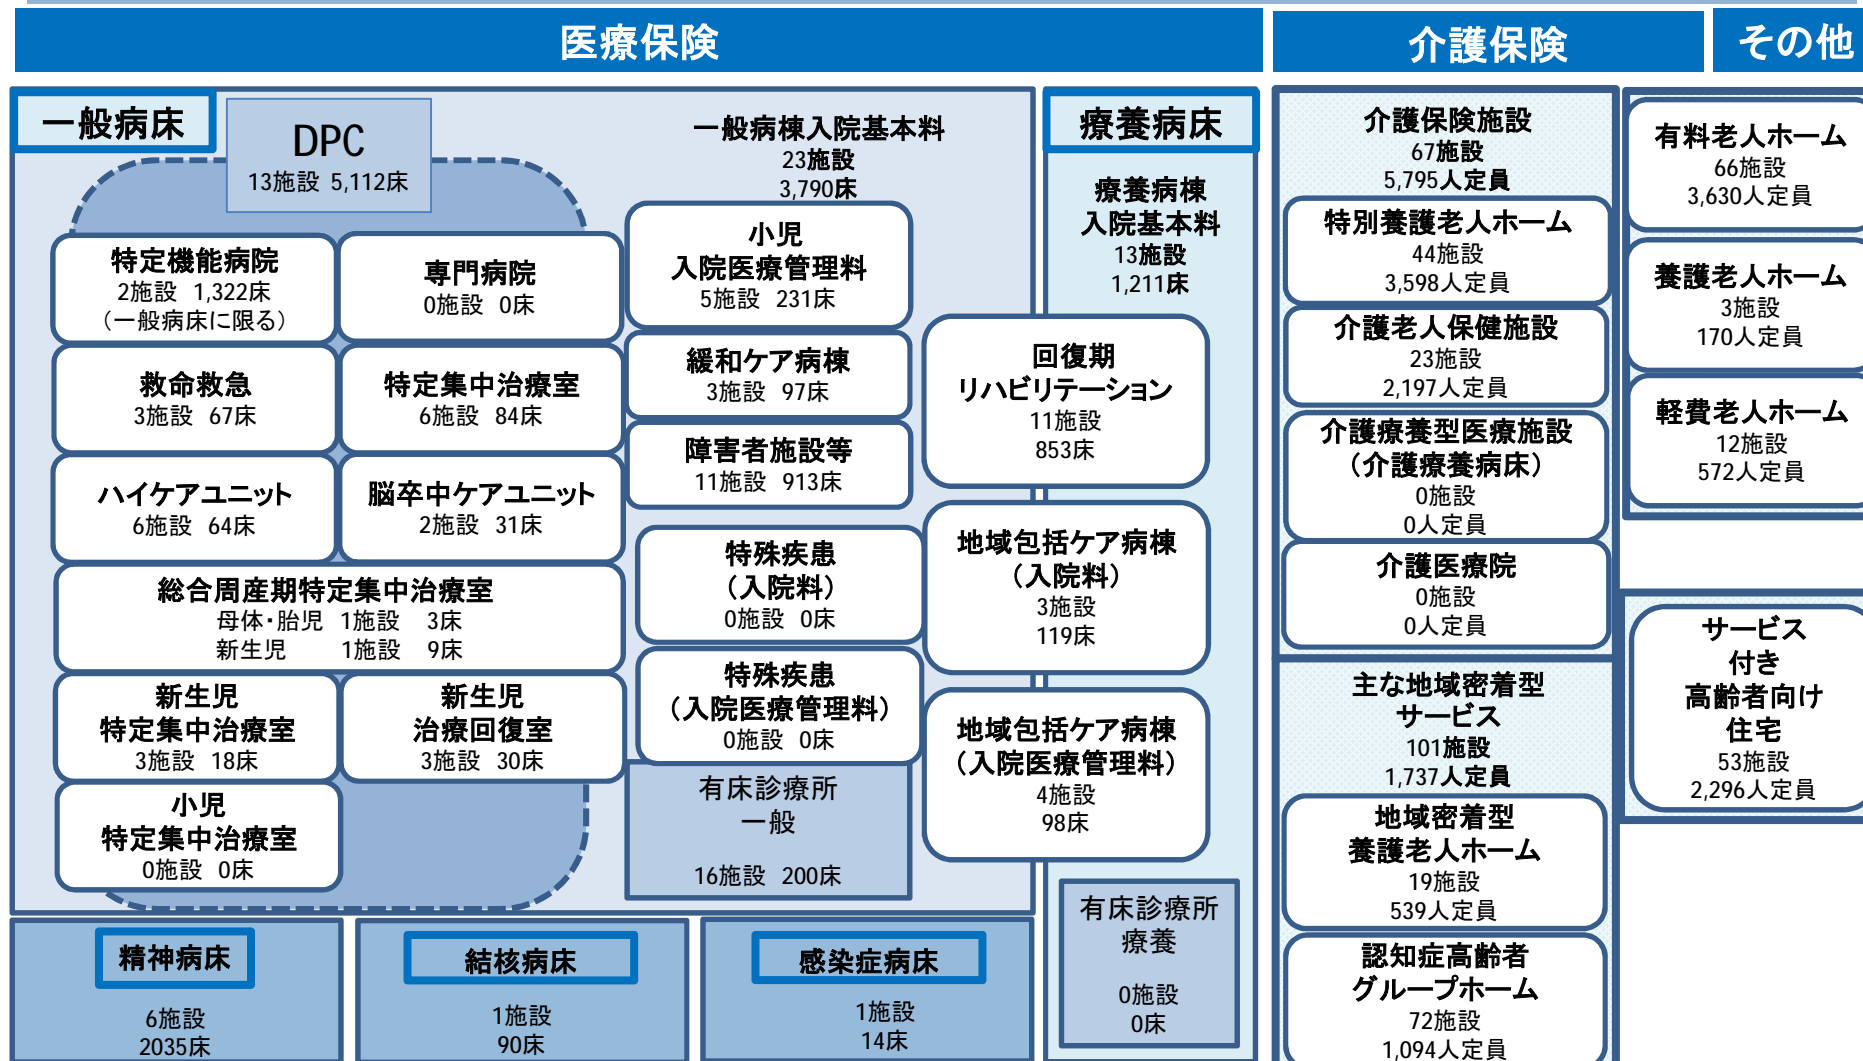 医療保険
介護保険
その他
一般病床
DPC
13施設 5,112床
一般病棟入院基本料
23施設
3,790床
特定機能病院
2施設 1,322床
（一般病床に限る）
専門病院
0施設 0床
救命救急
3施設 67床
特定集中治療室
6施設 84床
ハイケアユニット
6施設 64床
脳卒中ケアユニット
2施設 31床
総合周産期特定集中治療室
母体・胎児 1施設 3床
新生児 1施設 9床
新生児
特定集中治療室
3施設 18床
新生児
治療回復室
3施設 30床
小児
特定集中治療室
0施設 0床
小児
入院医療管理料
5施設 231床
緩和ケア病棟
3施設 97床
障害者施設等
11施設 913床
特殊疾患
（入院料）
0施設 0床
特殊疾患
（入院医療管理料）
0施設 0床
有床診療所
一般
16施設 200床
療養病床
療養病棟
入院基本料
13施設
1,211床
回復期
リハビリテーション
11施設
853床
地域包括ケア病棟
（入院料）
3施設
119床
地域包括ケア病棟
（入院医療管理料）
4施設
98床
有床診療所
療養
0施設
0床
精神病床
6施設
2035床
結核病床
1施設
90床
感染症病床
1施設
14床
介護保険施設
67施設
5,795人定員
特別養護老人ホーム
44施設
3,598人定員
介護老人保健施設
23施設
2,197人定員
介護療養型医療施設
（介護療養病床）
0施設
0人定員
介護医療院
0施設
0人定員
主な地域密着型
サービス
101施設
1,737人定員
地域密着型
養護老人ホーム
19施設
539人定員
認知症高齢者
グループホーム
72施設
1,094人定員
有料老人ホーム
66施設
3,630人定員
養護老人ホーム
3施設
170人定員
軽費老人ホーム
12施設
572人定員
サービス
付き
高齢者向け
住宅
53施設
2,296人定員